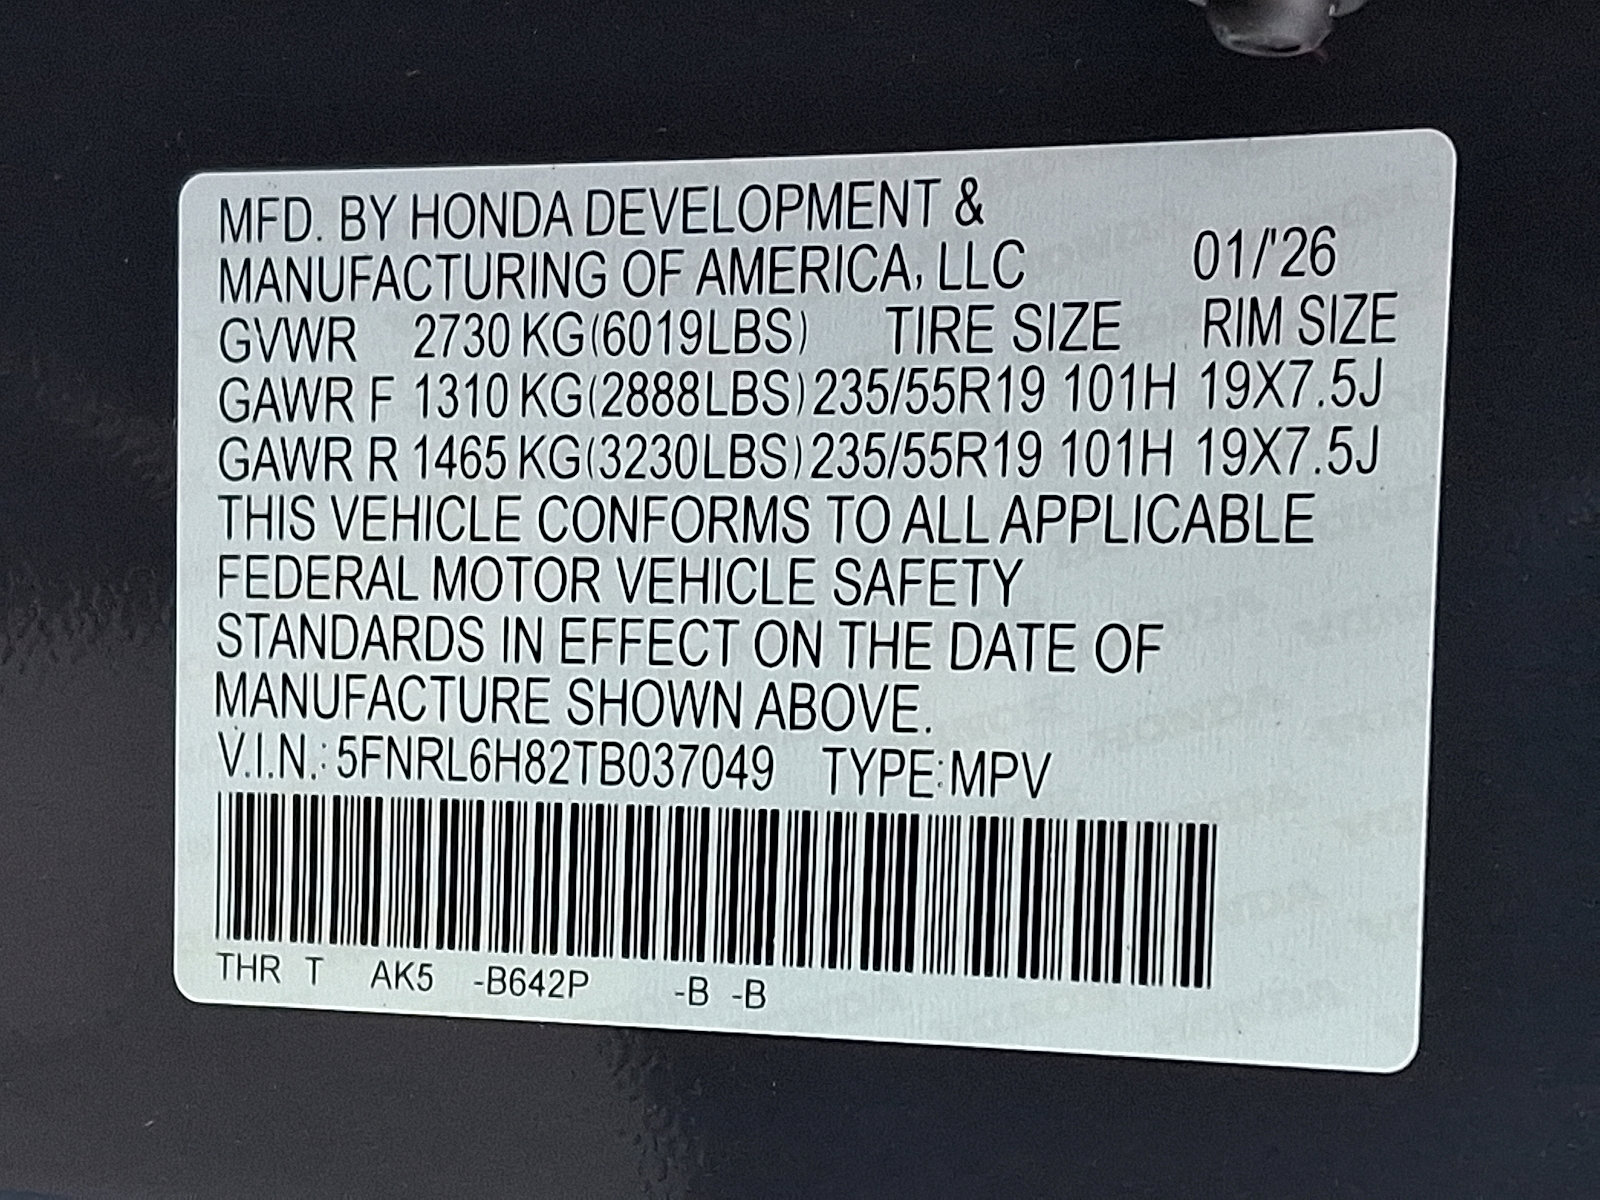 MFD. BY HONDA DEVELOPMENT &
MANUFACTURING OF AMERICA, LLC 01/'26
GVWR 2730 KG(6019LBS) TIRE SIZE RIM SIZE
GAWR F 1310 KG(2888LBS) 235/55R19 101H 19X7.5J
GAWR R 1465 KG(3230LBS) 235/55R19 101H 19X7.5J
THIS VEHICLE CONFORMS TO ALL APPLICABLE
FEDERAL MOTOR VEHICLE SAFETY
STANDARDS IN EFFECT ON THE DATE OF
MANUFACTURE SHOWN ABOVE.
V.I.N.: 5FNRL6H82TB037049 TYPE:MPV
THR T AK5 -B642P -B -B